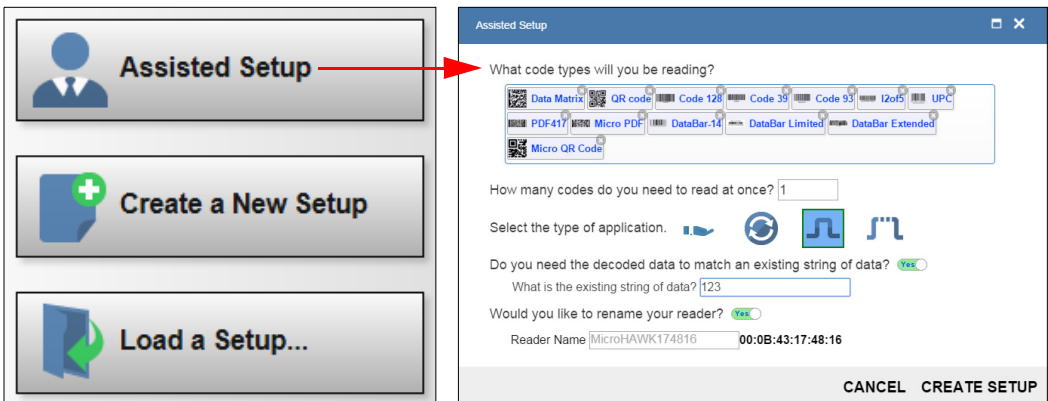 Assisted Setup
Create a New Setup
Load a Setup...
Assisted Setup
What code types will you be reading?
Data Matrix QR code Code 128 Code 39 Code 93 I2of5 UPC
PDF417 Micro PDF DataBar-14 DataBar Limited DataBar Extended
Micro QR Code
How many codes do you need to read at once? 1
Select the type of application.
Do you need the decoded data to match an existing string of data? Yes
What is the existing string of data? 123
Would you like to rename your reader? Yes
Reader Name MicroHAWK174816 00:0B:43:17:48:16
CANCEL CREATE SETUP